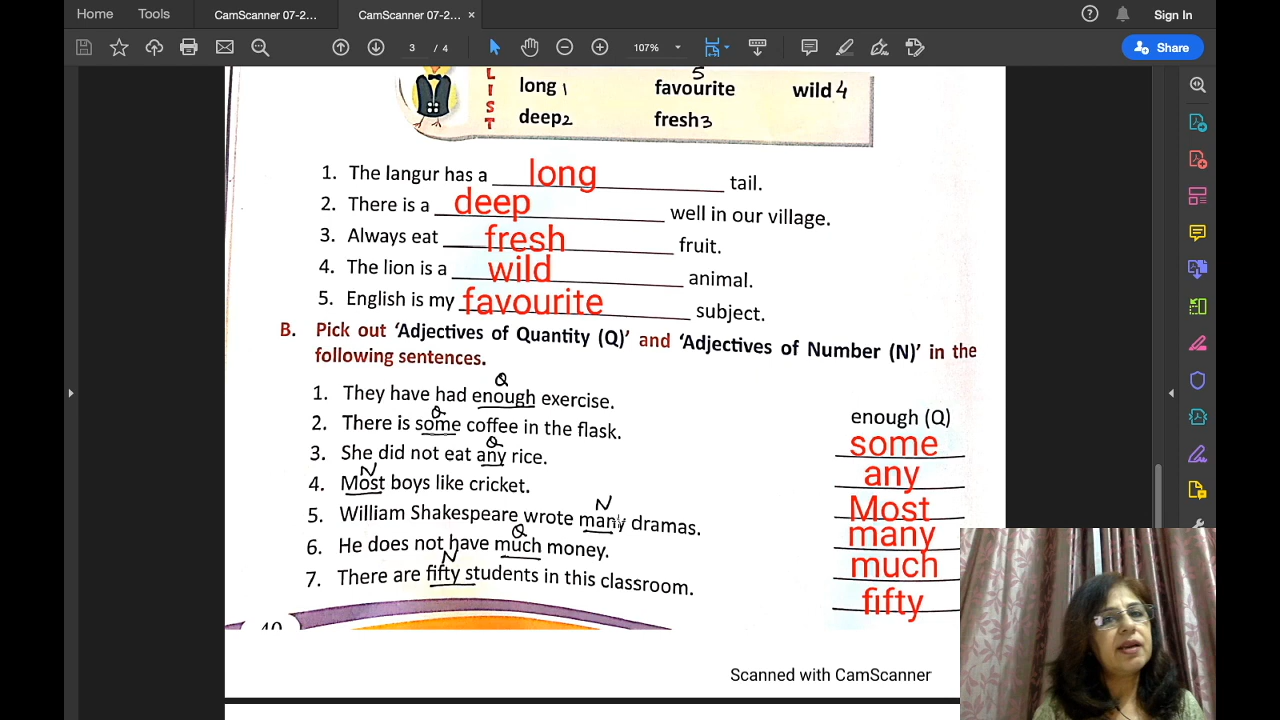 Home Tools CamScanner 07-2... CamScanner 07-2... × Sign In
3 / 4 107% Share
L
I
S
T
5
long 1 favourite wild 4
deep 2 fresh 3
1. The langur has a long tail.
2. There is a deep well in our village.
3. Always eat fresh fruit.
4. The lion is a wild animal.
5. English is my favourite subject.
B. Pick out ‘Adjectives of Quantity (Q)’ and ‘Adjectives of Number (N)’ in the
following sentences.
Q
1. They have had enough exercise. enough (Q)
Q
2. There is some coffee in the flask. some
Q
3. She did not eat any rice. any
N
4. Most boys like cricket. Most
N
5. William Shakespeare wrote many dramas. many
Q
6. He does not have much money. much
N
7. There are fifty students in this classroom. fifty
40
Scanned with CamScanner